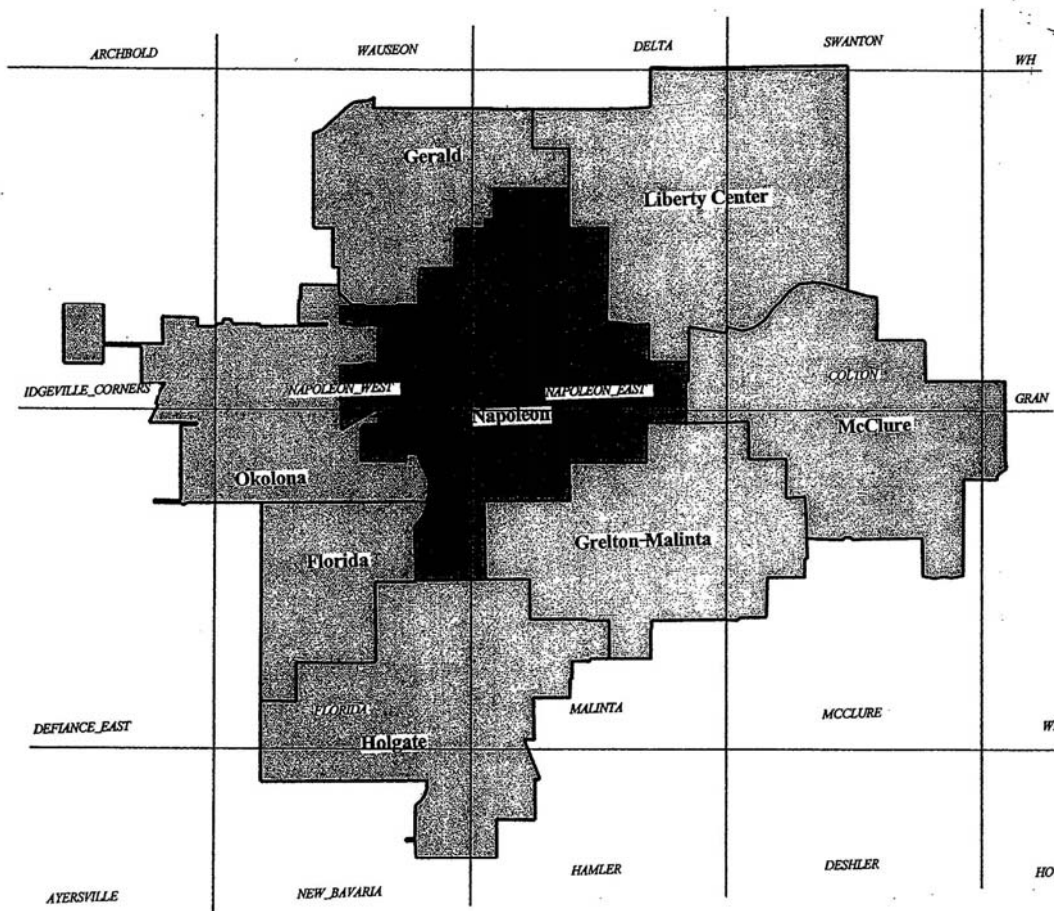 ARCHBOLD
WAUSEON
DELTA
SWANTON
WH
Gerald
Liberty Center
IDGEVILLE_CORNERS
NAPOLEON_WEST
NAPOLEON_EAST
COLTON
GRAN
Napoleon
McClure
Okolona
Grelton-Malinta
Florida
FLORIDA
MALINTA
MCCLURE
DEFIANCE_EAST
Holgate
HAMLER
DESHLER
HO
AYERSVILLE
NEW_BAVARIA